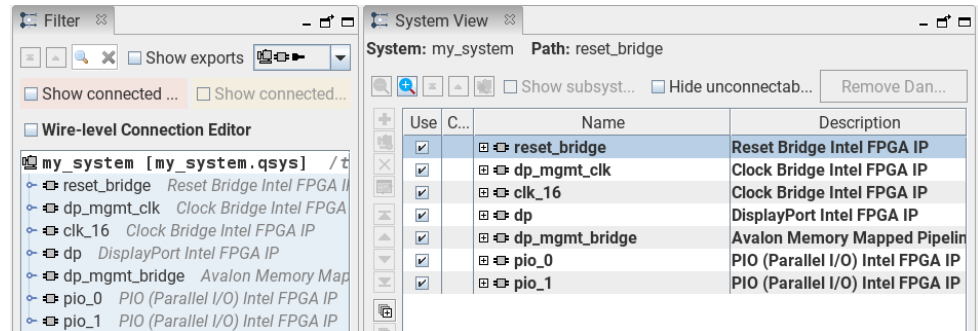 Filter
Show exports
Show connected ...
Show connected...
Wire-level Connection Editor
my_system [my_system.qsys]
reset_bridge Reset Bridge Intel FPGA
dp_mgmt_clk Clock Bridge Intel FPGA
clk_16 Clock Bridge Intel FPGA IP
dp DisplayPort Intel FPGA IP
dp_mgmt_bridge Avalon Memory Map
pio_0 PIO (Parallel I/O) Intel FPGA IP
pio_1 PIO (Parallel I/O) Intel FPGA IP
System View
System: my_system Path: reset_bridge
Show subsyst... Hide unconnectab... Remove Dan...
Use C... Name Description
reset_bridge Reset Bridge Intel FPGA IP
dp_mgmt_clk Clock Bridge Intel FPGA IP
clk_16 Clock Bridge Intel FPGA IP
dp DisplayPort Intel FPGA IP
dp_mgmt_bridge Avalon Memory Mapped Pipelin
pio_0 PIO (Parallel I/O) Intel FPGA IP
pio_1 PIO (Parallel I/O) Intel FPGA IP